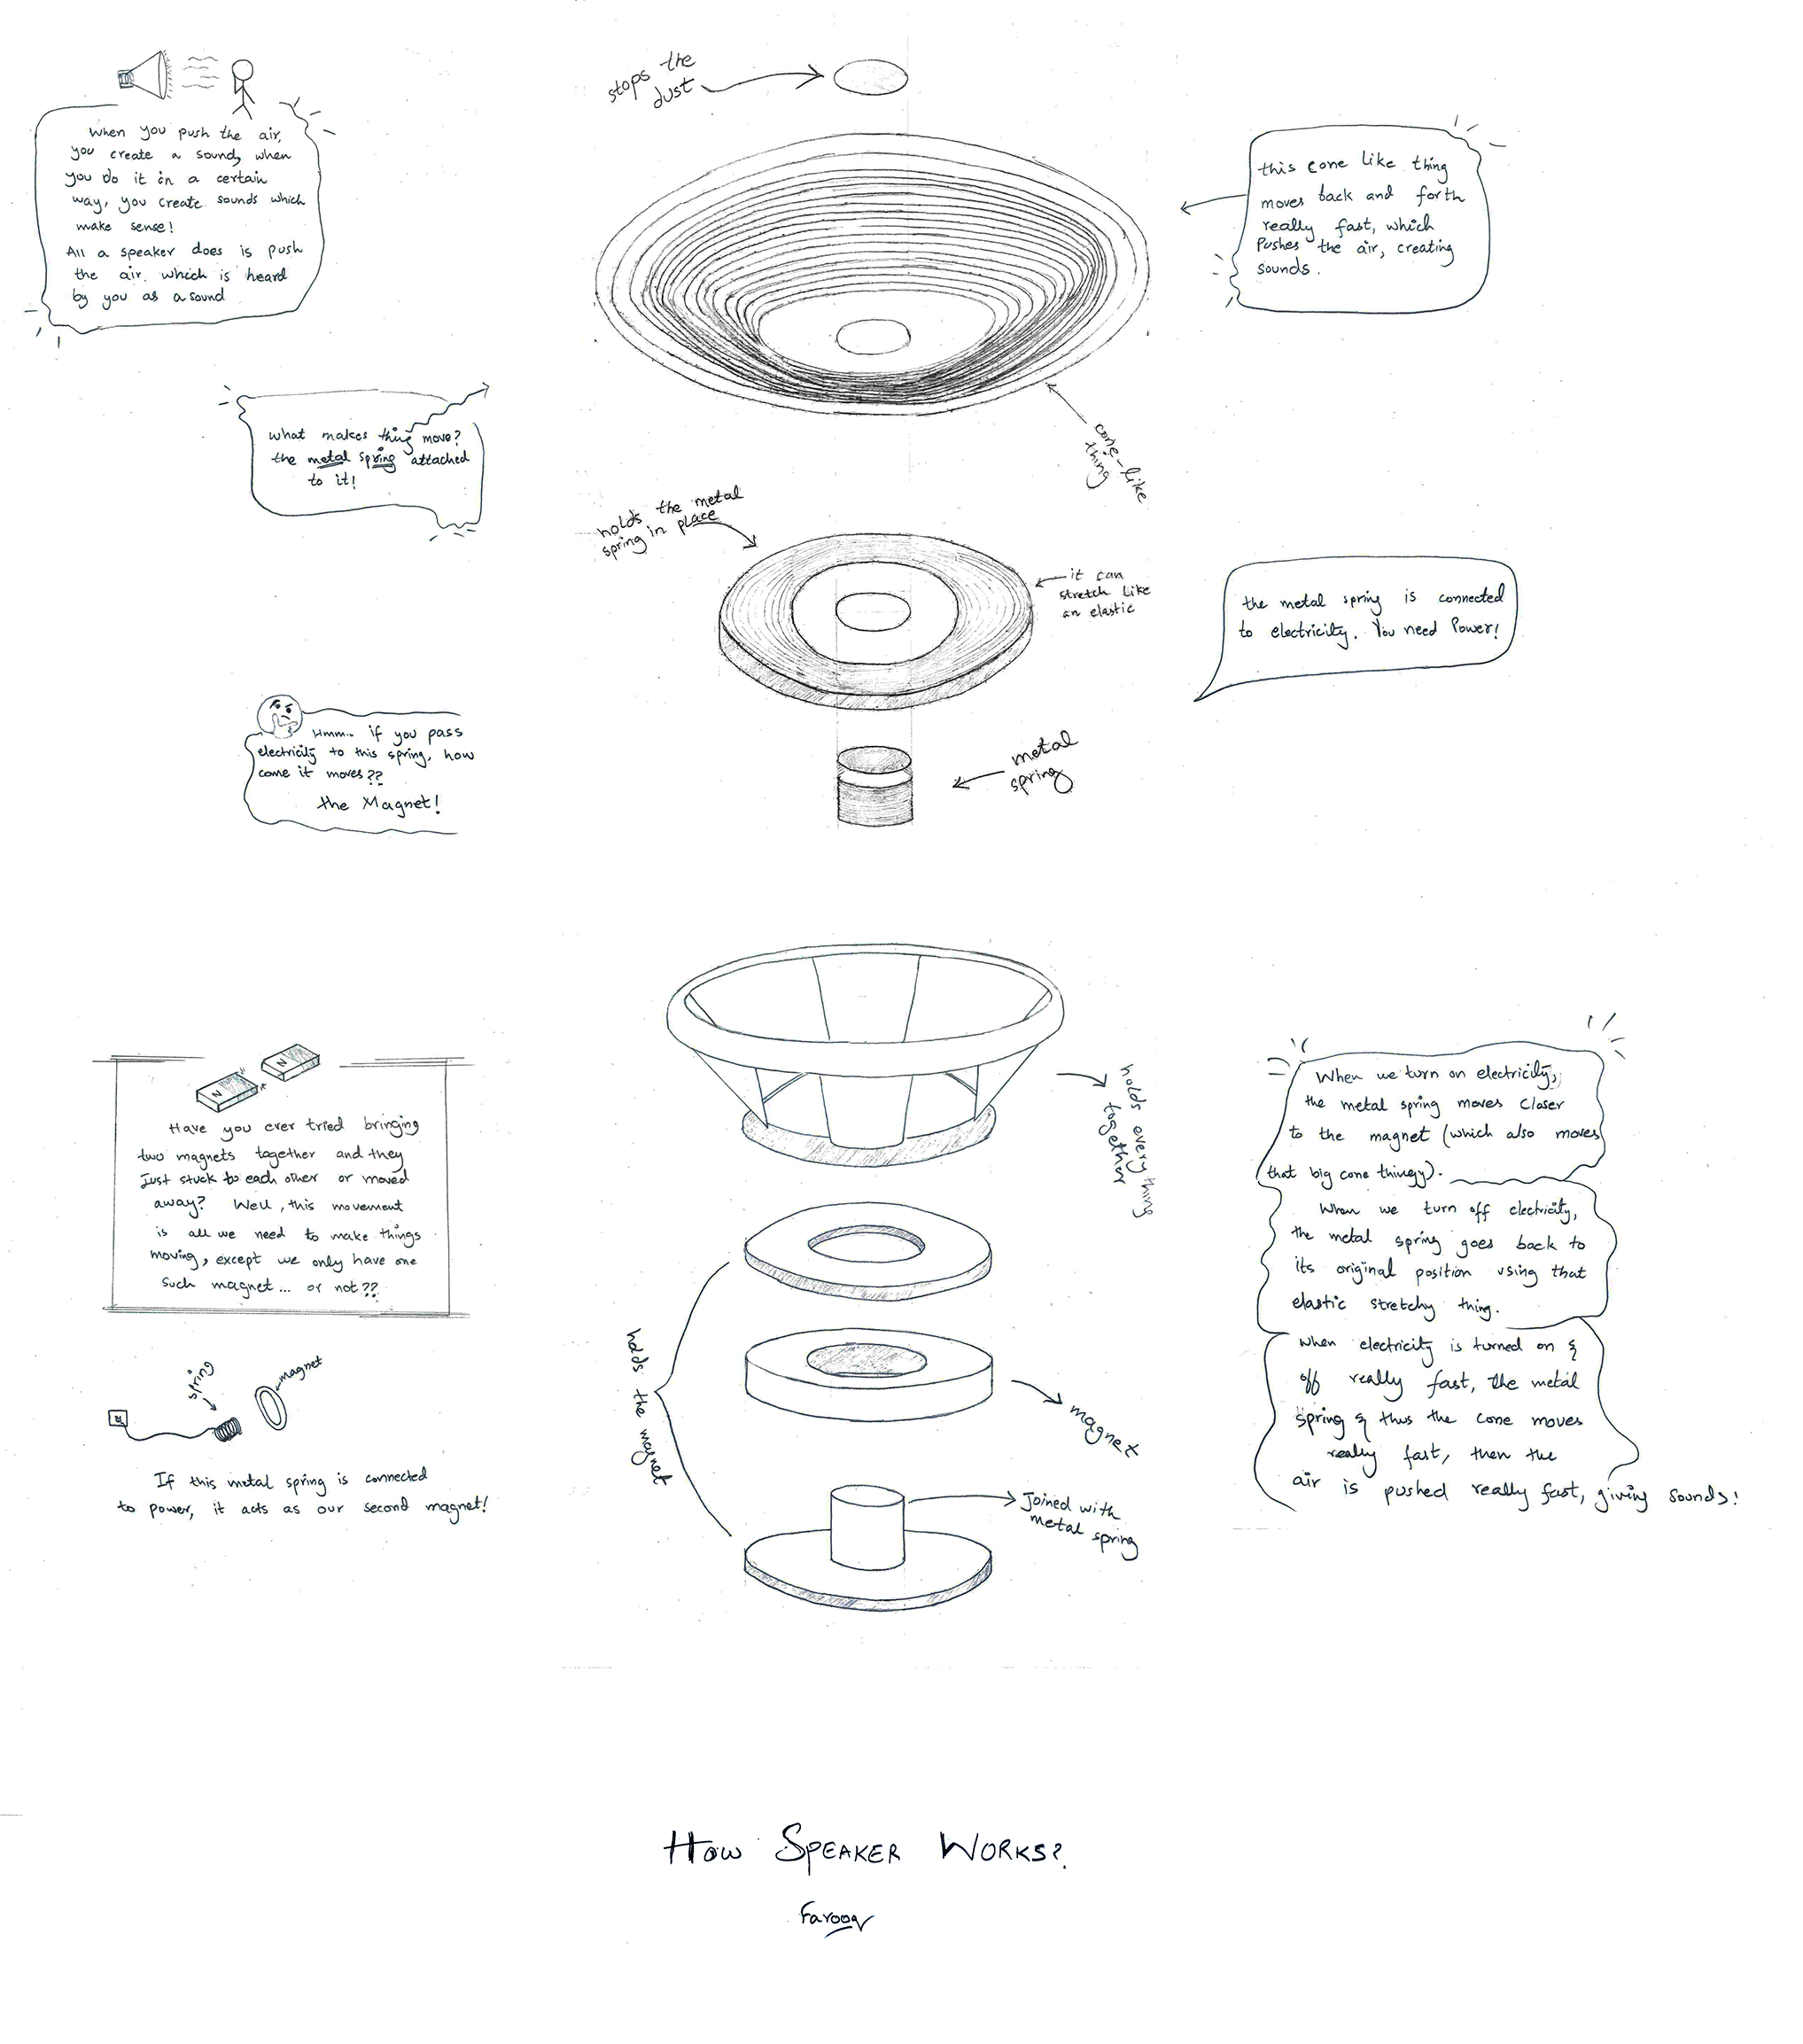 When you push the air,
you create a sound, when
you do it in a certain
way, you create sounds which
make sense!
All a speaker does is push
the air. which is heard
by you as a sound
stops the
dust
this cone like thing
moves back and forth
really fast, which
Pushes the air, creating
sounds.
what makes thing move?
the metal spring attached
to it!
cone-like
thing
holds the metal
spring in place
it can
stretch like
an elastic
the metal spring is connected
to electricity. You need Power!
Hmm.. if you pass
electricity to this spring, how
come it moves??
the Magnet!
metal
spring
N
N
Have you ever tried bringing
two magnets together and they
Just stuck to each other or moved
away? Well, this movement
is all we need to make things
moving, except we only have one
such magnet... or not??
spring
magnet
If this metal spring is connected
to power, it acts as our second magnet!
holds everything
together
holds the magnet
magnet
Joined with
metal spring
When we turn on electricity,
the metal spring moves closer
to the magnet (which also moves
that big cone thingy).
When we turn off electricity,
the metal spring goes back to
its original position using that
elastic stretchy thing.
When electricity is turned on &
off really fast, the metal
spring & thus the cone moves
really fast, then the
air is pushed really fast, giving sounds!
HOW SPEAKER WORKS?
Farooq